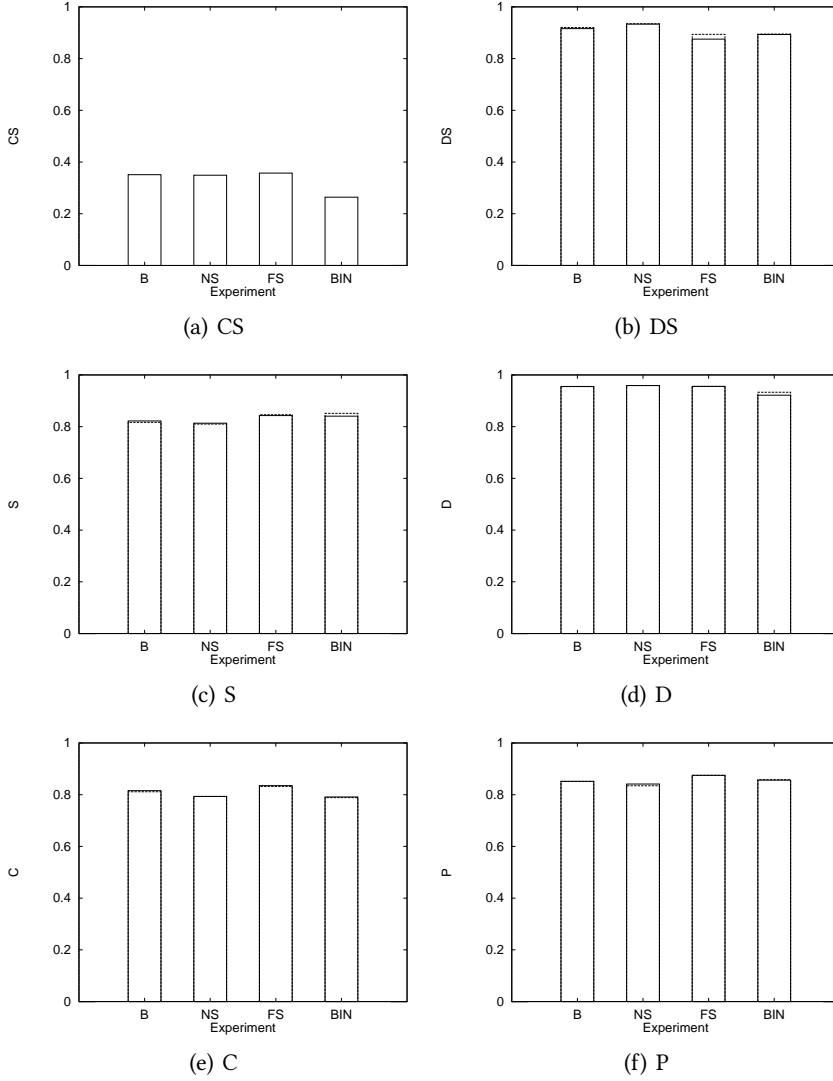 1
0.8
0.6
0.4
0.2
0
CS
B NS FS BIN
Experiment
(a) CS
1
0.8
0.6
0.4
0.2
0
DS
B NS FS BIN
Experiment
(b) DS
1
0.8
0.6
0.4
0.2
0
S
B NS FS BIN
Experiment
(c) S
1
0.8
0.6
0.4
0.2
0
D
B NS FS BIN
Experiment
(d) D
1
0.8
0.6
0.4
0.2
0
C
B NS FS BIN
Experiment
(e) C
1
0.8
0.6
0.4
0.2
0
P
B NS FS BIN
Experiment
(f) P